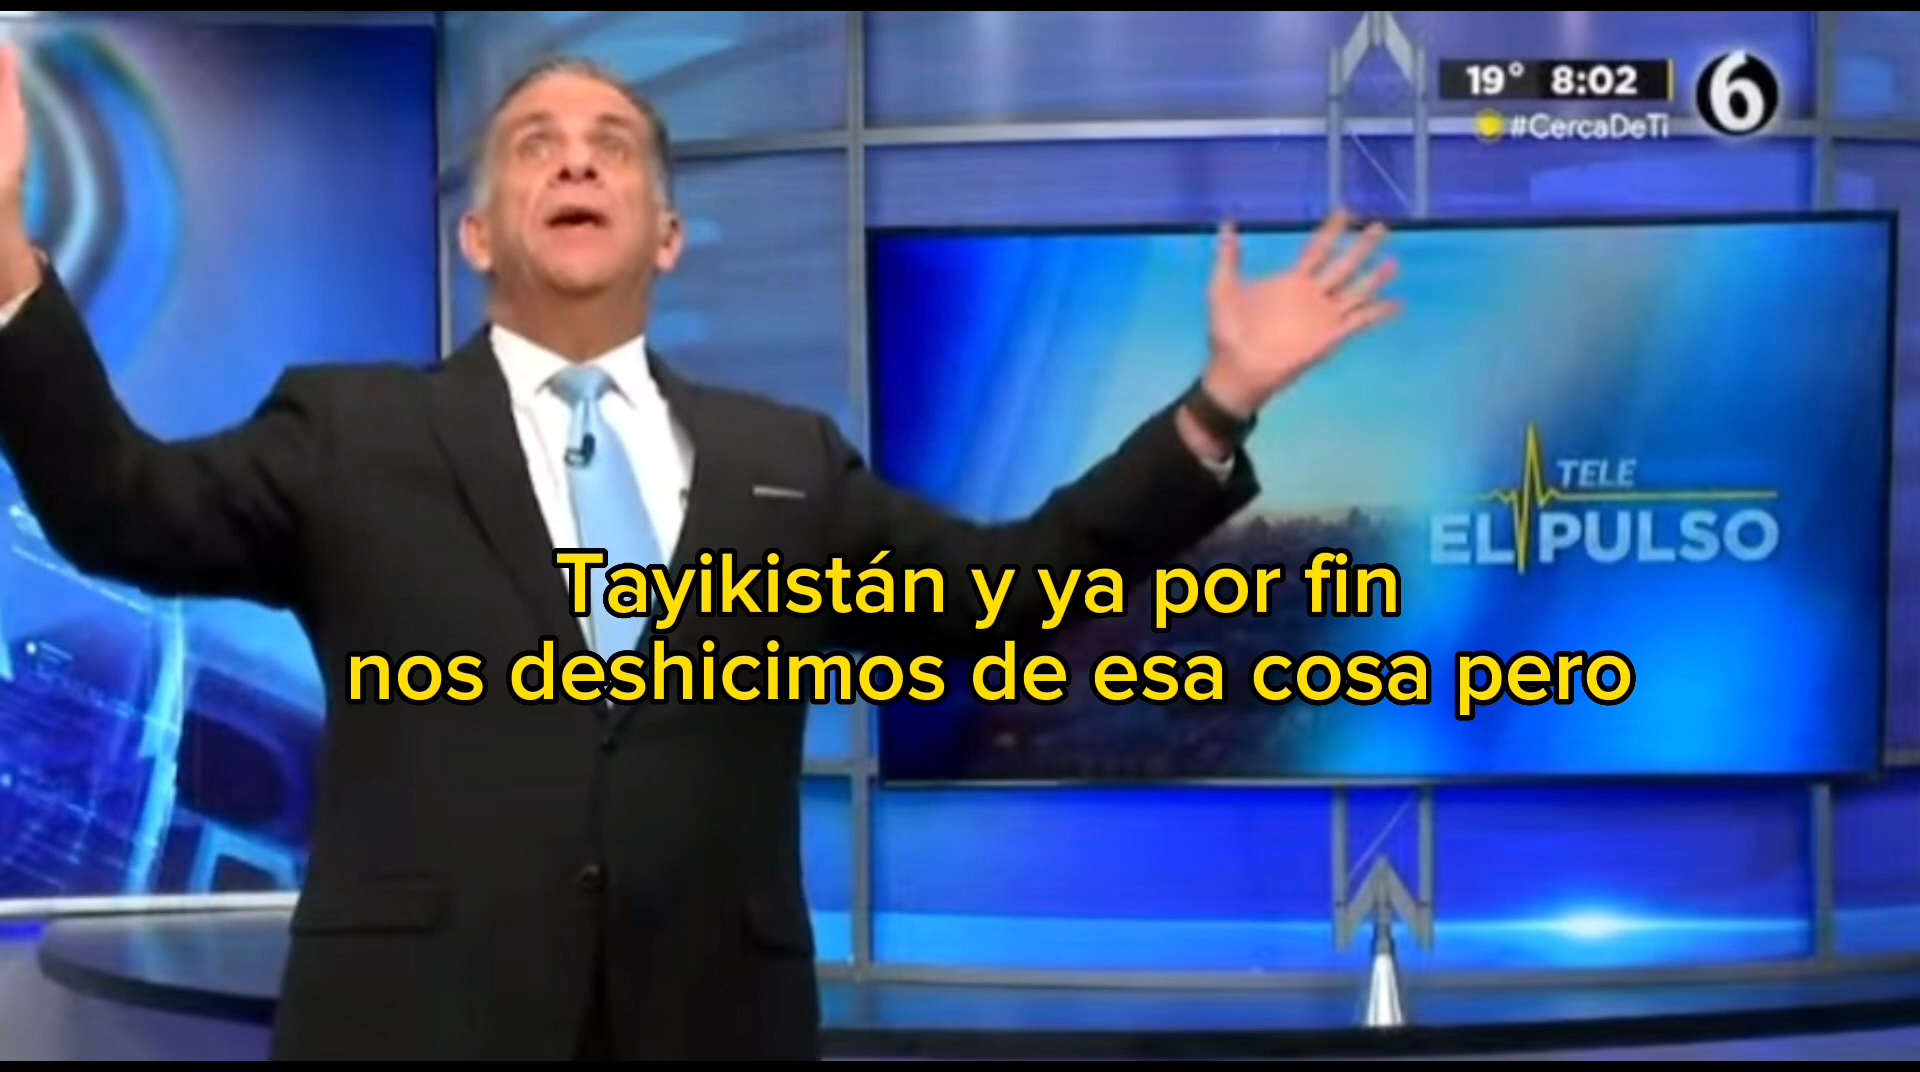 19° 8:02 6
#CercaDeTi
TELE
EL PULSO
Tayikistán y ya por fin
nos deshicimos de esa cosa pero